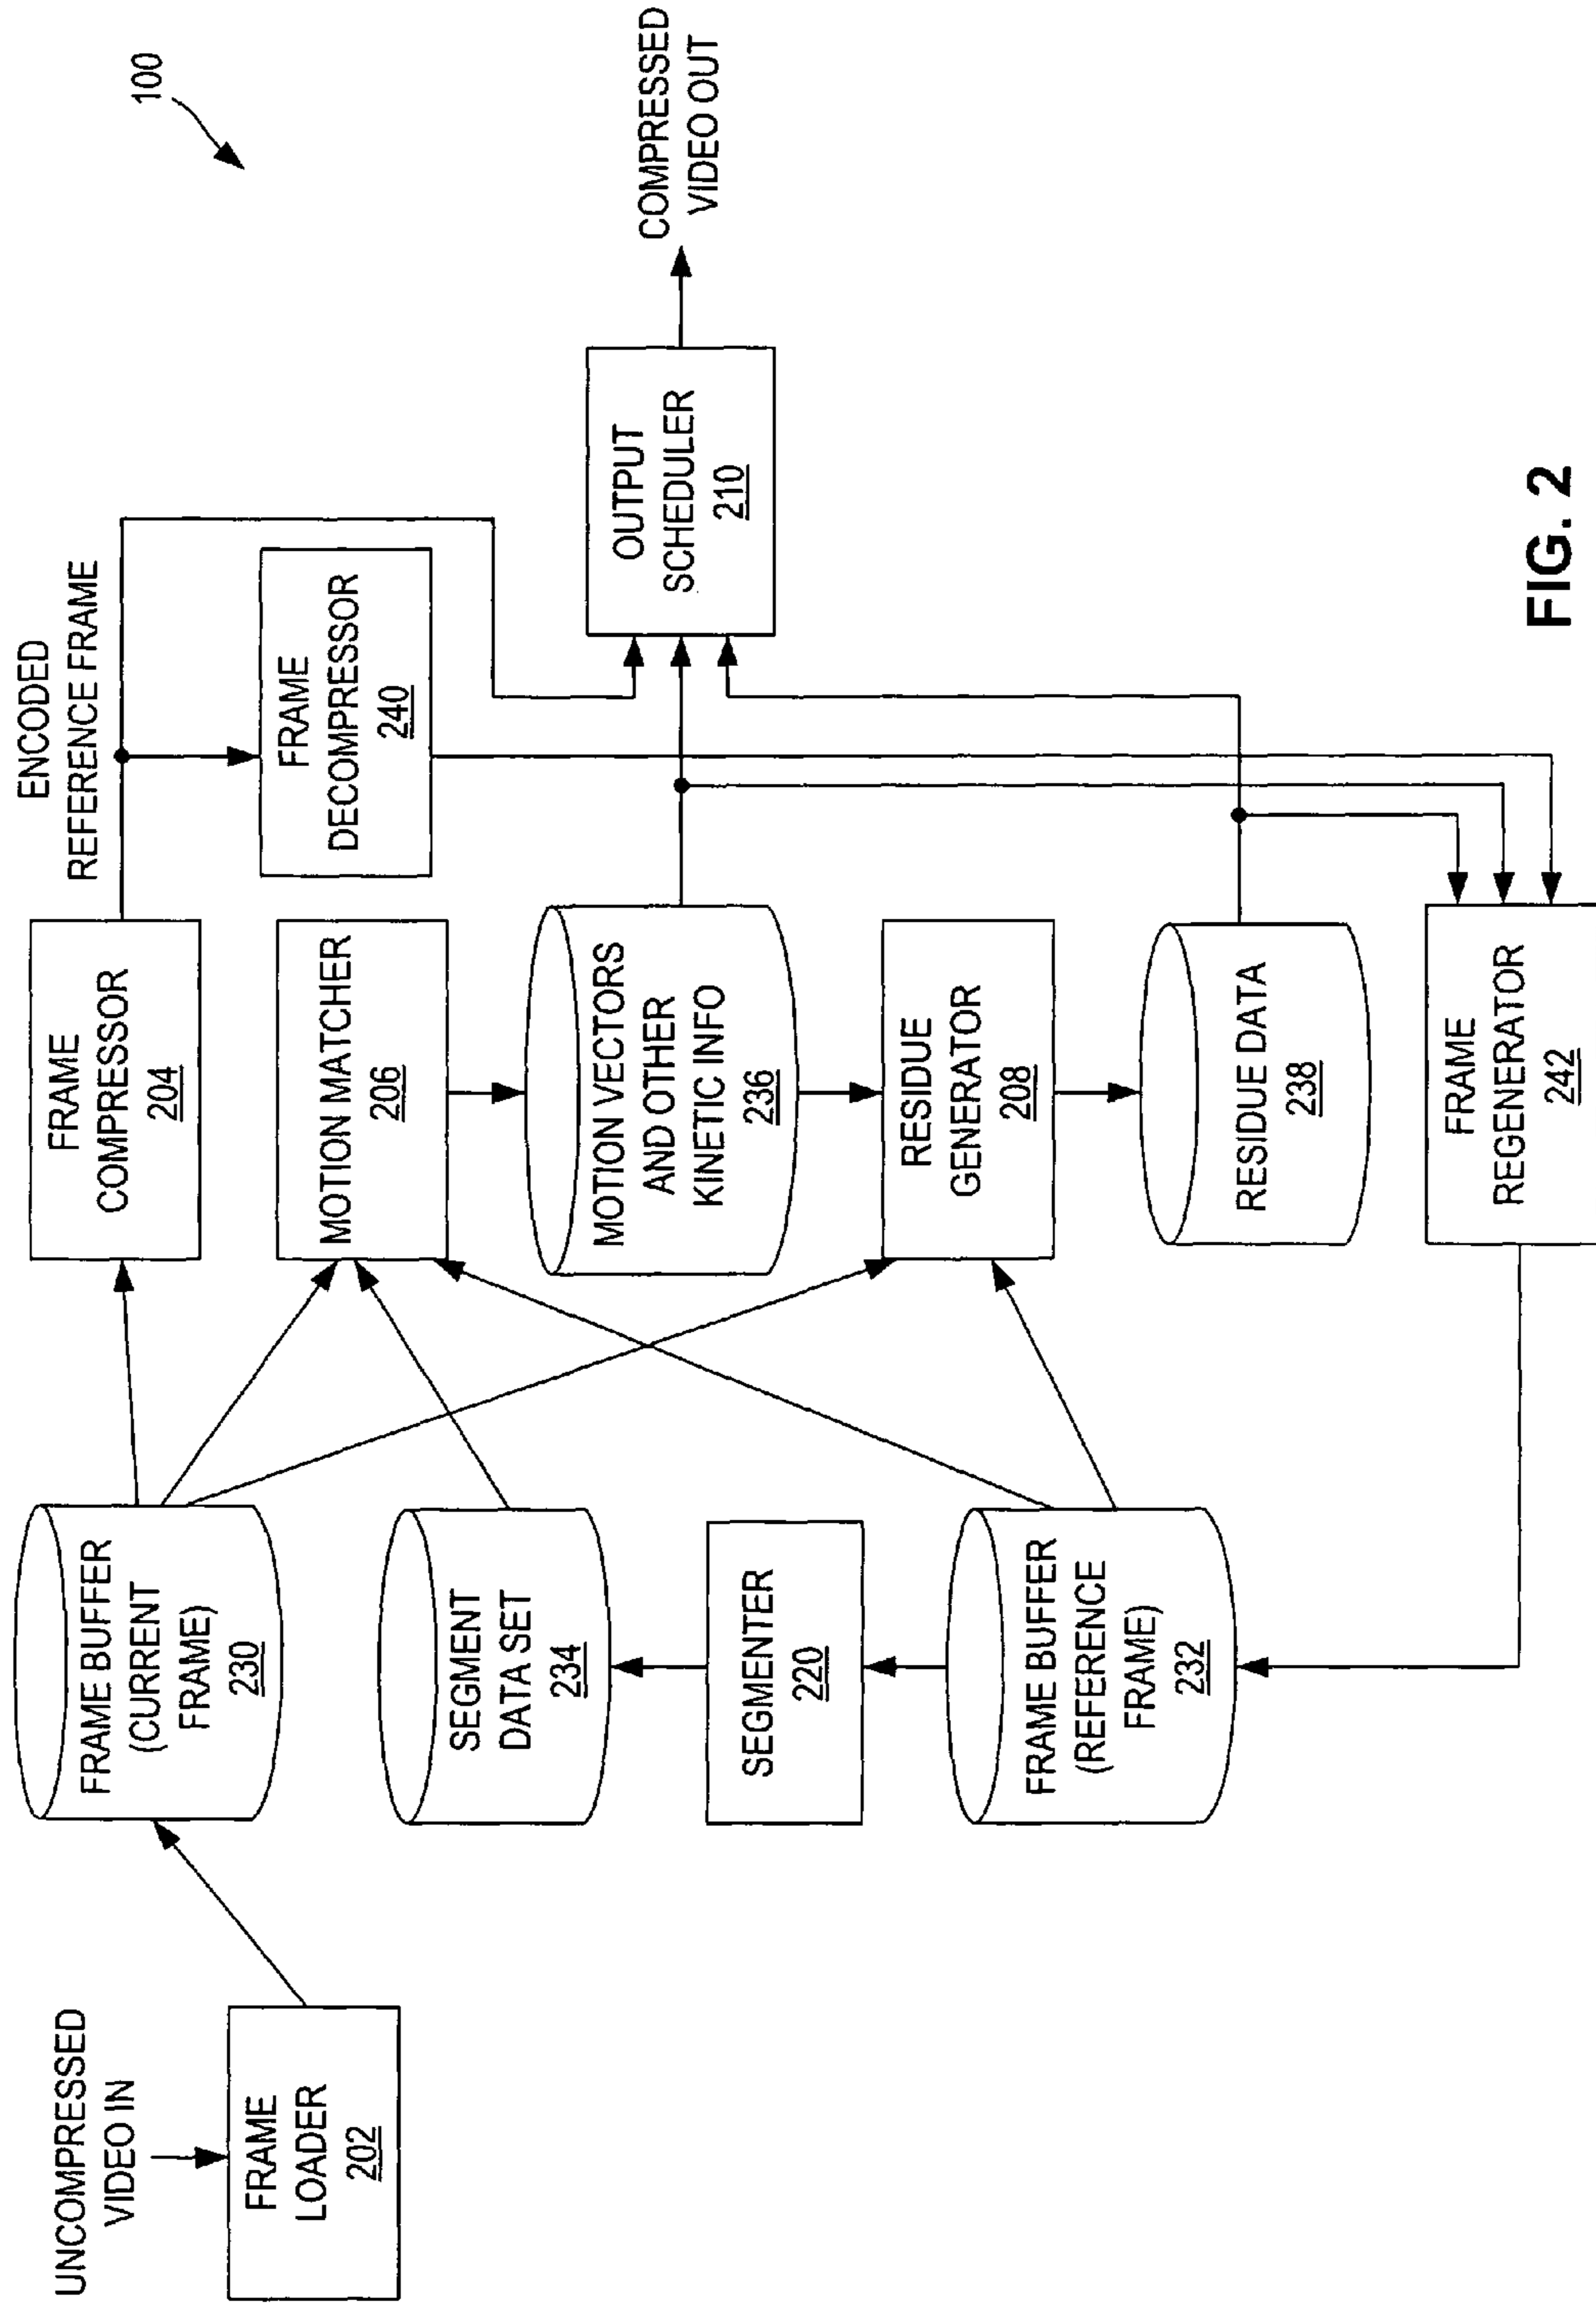 100
UNCOMPRESSED
VIDEO IN
FRAME
LOADER
202
FRAME BUFFER
(CURRENT
FRAME)
230
SEGMENT
DATA SET
234
SEGMENTER
220
FRAME BUFFER
(REFERENCE
FRAME)
232
FRAME
COMPRESSOR
204
MOTION MATCHER
206
MOTION VECTORS
AND OTHER
KINETIC INFO
236
RESIDUE
GENERATOR
208
RESIDUE DATA
238
FRAME
REGENERATOR
242
ENCODED
REFERENCE FRAME
FRAME
DECOMPRESSOR
240
OUTPUT
SCHEDULER
210
COMPRESSED
VIDEO OUT
FIG. 2